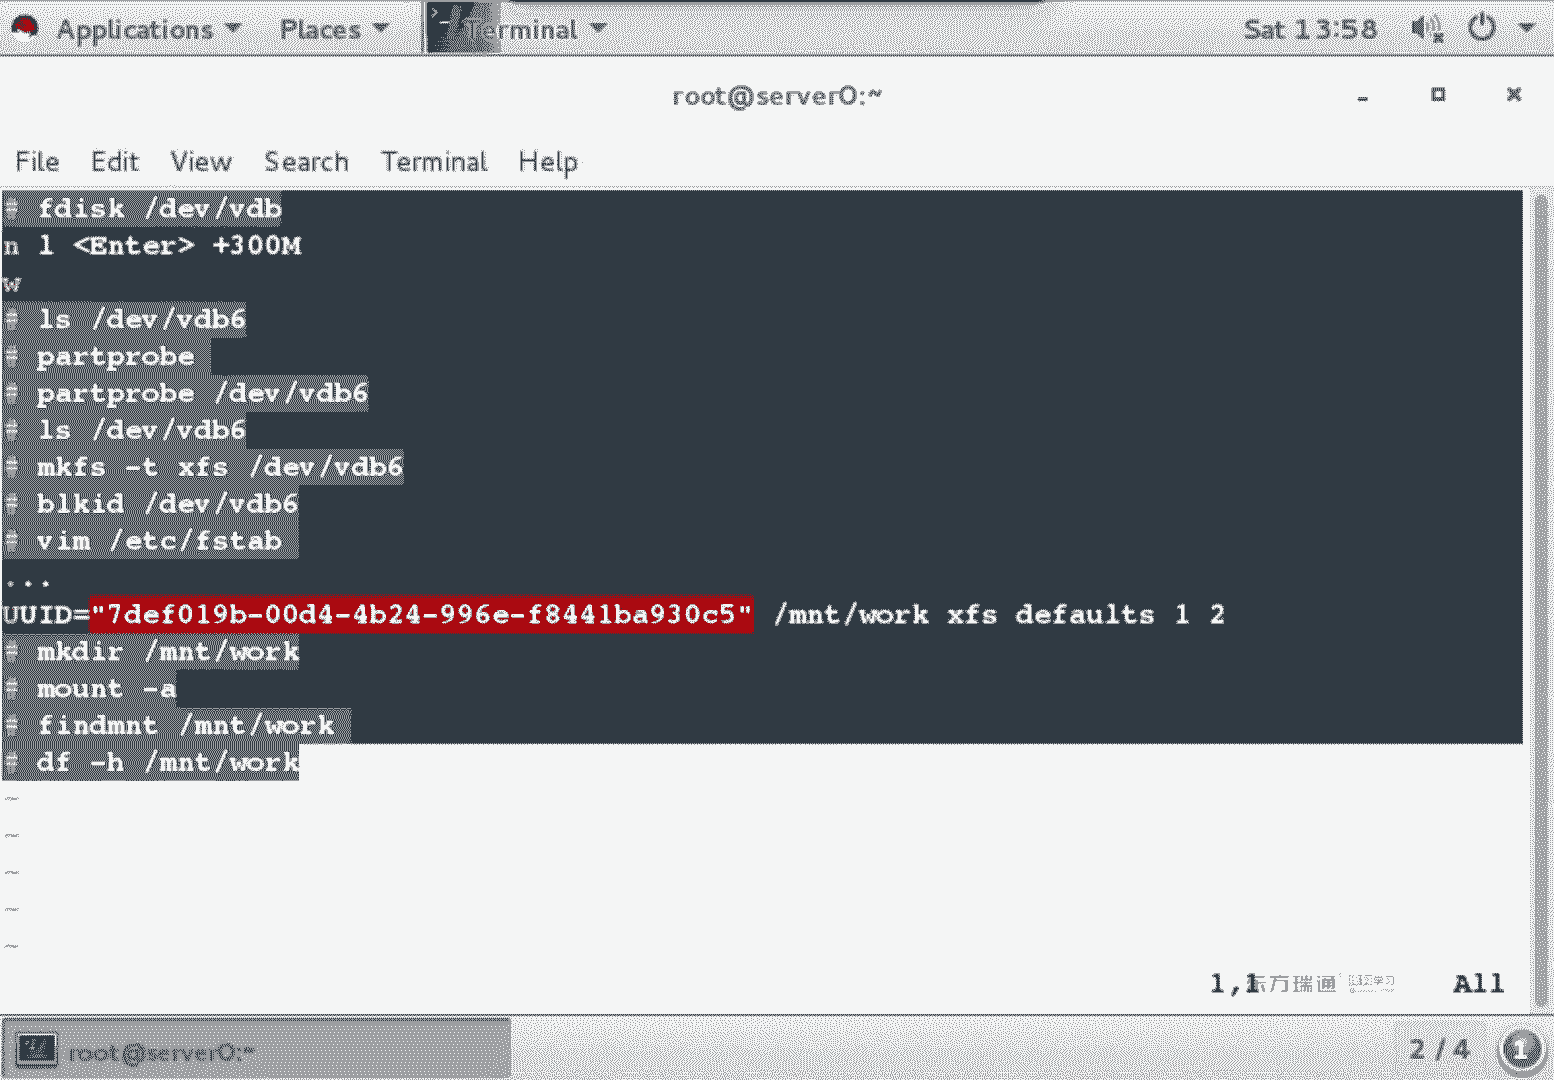 Applications Places Terminal Sat 13:58
root@server0:~
File Edit View Search Terminal Help
# fdisk /dev/vdb
n l <Enter> +300M
w
# ls /dev/vdb6
# partprobe
# partprobe /dev/vdb6
# ls /dev/vdb6
# mkfs -t xfs /dev/vdb6
# blkid /dev/vdb6
# vim /etc/fstab
...
UUID="7def019b-00d4-4b24-996e-f8441ba930c5" /mnt/work xfs defaults 1 2
# mkdir /mnt/work
# mount -a
# findmnt /mnt/work
# df -h /mnt/work
~
~
~
~
~
1,1 东方瑞通 All
root@server0:~ 2 / 4 1